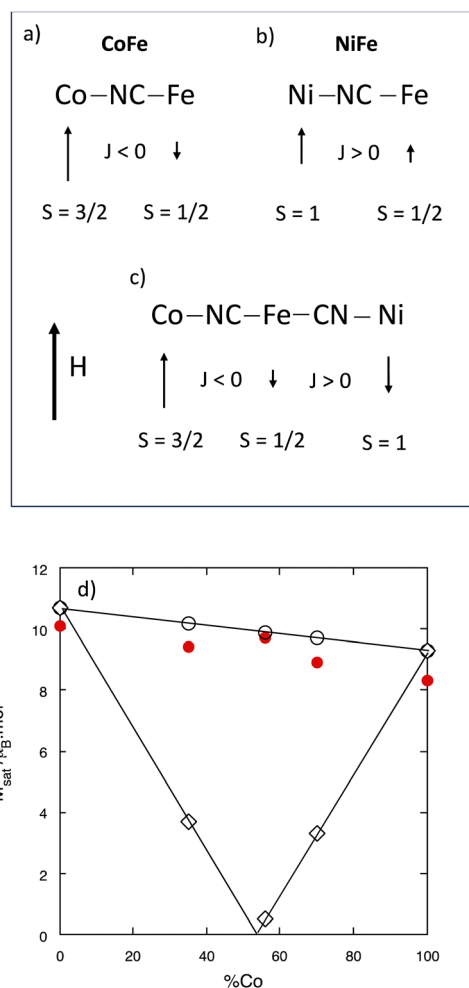 a)
CoFe
Co–NC–Fe
J < 0
S = 3/2 S = 1/2
b)
NiFe
Ni–NC – Fe
J > 0
S = 1 S = 1/2
c)
Co–NC–Fe–CN – Ni
H
J < 0 J > 0
S = 3/2 S = 1/2 S = 1
d)
12
10
8
6
4
2
0
0 20 40 60 80 100
%Co